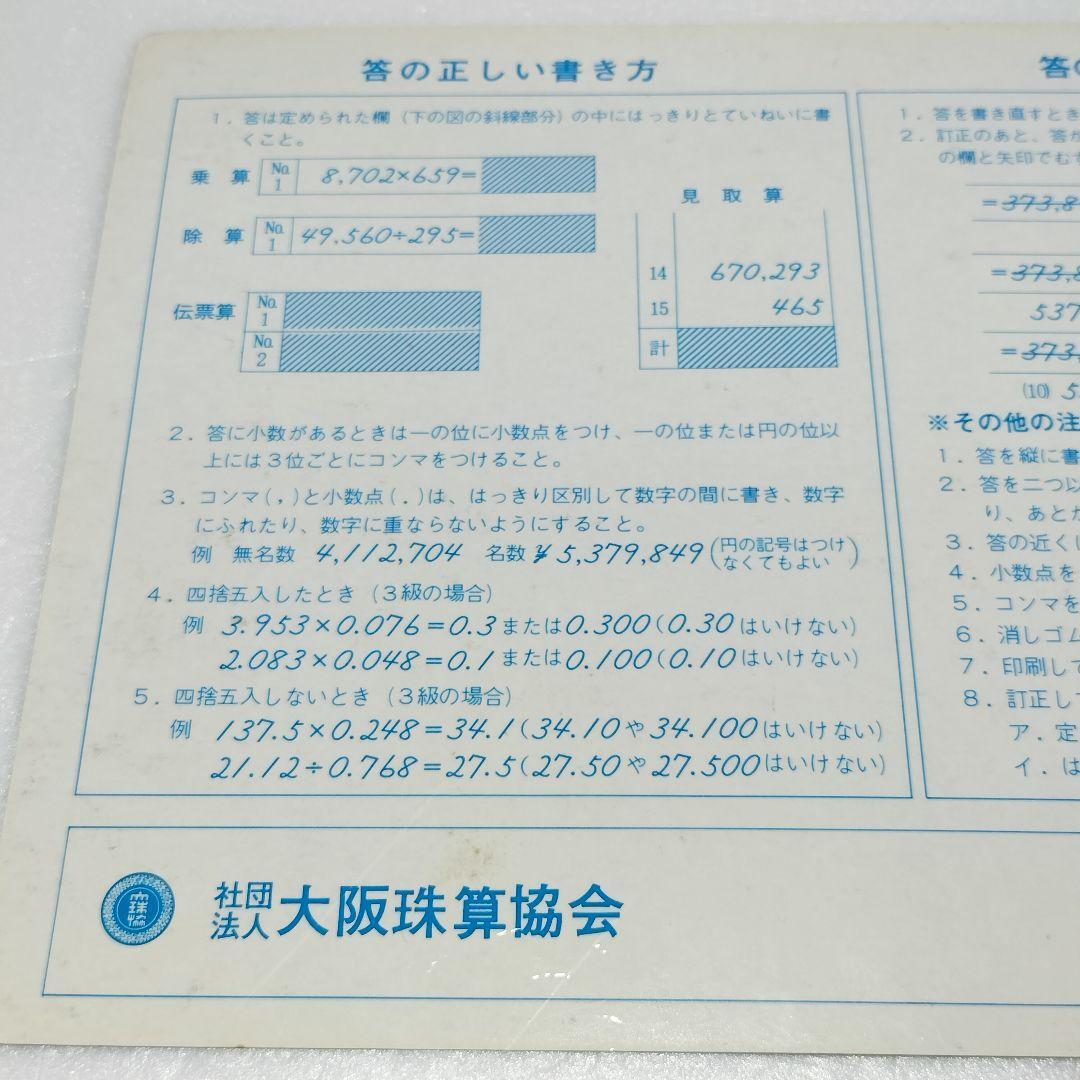 答の正しい書き方
1．答は定められた欄（下の図の斜線部分）の中にはっきりとていねいに書
くこと。
乗算 No.1 8,702×659=
除算 No.1 49,560÷295=
伝票算 No.1
No.2
見取算
14 670,293
15 465
計
2．答に小数があるときは一の位に小数点をつけ、一の位または円の位以
上には3位ごとにコンマをつけること。
3．コンマ(，)と小数点(．)は、はっきり区別して数字の間に書き、数字
にふれたり、数字に重ならないようにすること。
例 無名数 4,112,704 名数 ¥5,379,849 (円の記号はつけ
なくてもよい)
4．四捨五入したとき（3級の場合）
例 3.953×0.076=0.3または0.300(0.30はいけない)
2.083×0.048=0.1または0.100(0.10はいけない)
5．四捨五入しないとき（3級の場合）
例 137.5×0.248=34.1(34.10や34.100はいけない)
21.12÷0.768=27.5(27.50や27.500はいけない)
答の
1．答を書き直すとき
2．訂正のあと、答が
の欄と矢印でむす
=373,8
=373,8
537
=373,
(10) 5
※その他の注
1．答を縦に書
2．答を二つ以
り、あとか
3．答の近くに
4．小数点を
5．コンマを
6．消しゴム
7．印刷して
8．訂正して
ア．定
イ．は
珠協
社団
法人
大阪珠算協会